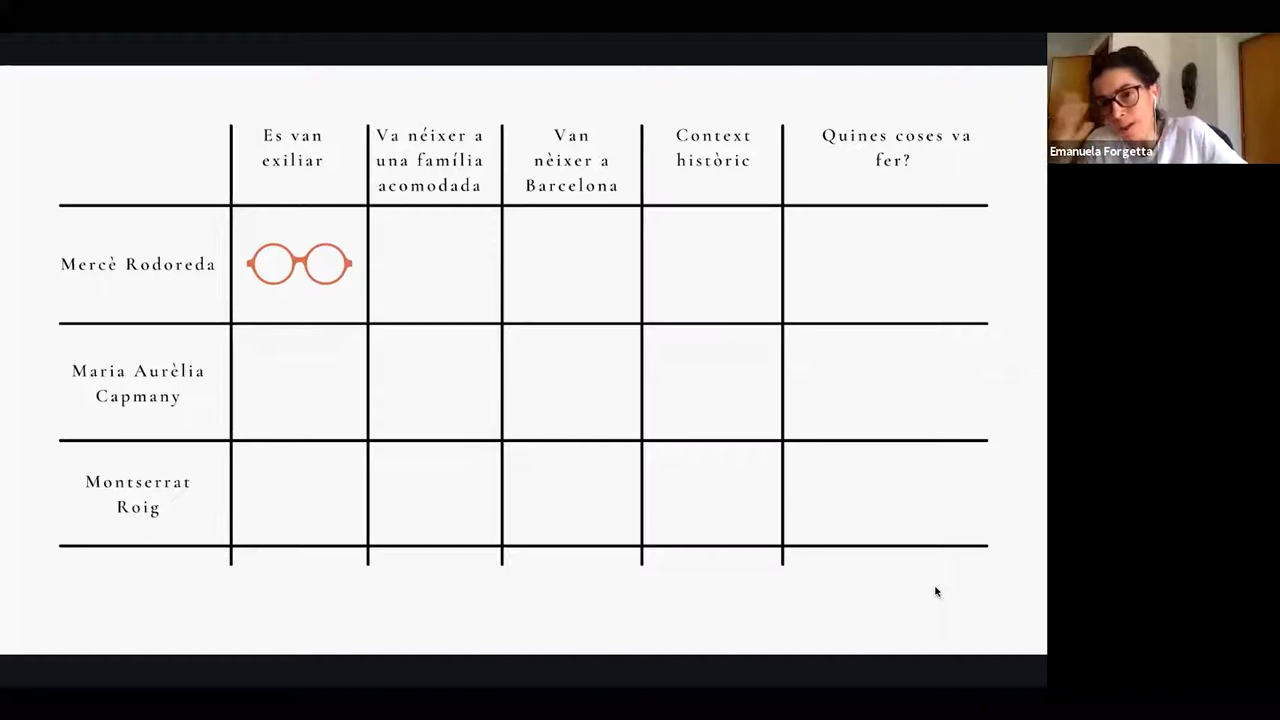 Es van
exiliar
Va néixer a
una família
acomodada
Van
nèixer a
Barcelona
Context
històric
Quines coses va
fer?
Mercè Rodoreda
Maria Aurèlia
Capmany
Montserrat
Roig
Emanuela Forgetta